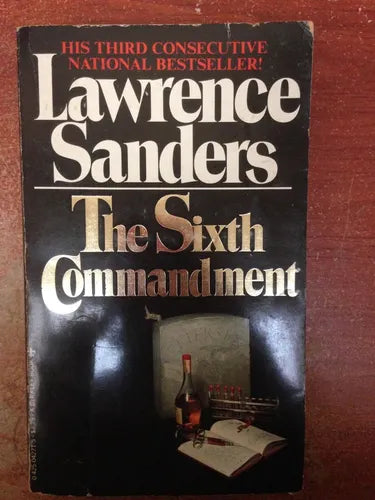 HIS THIRD CONSECUTIVE
NATIONAL BESTSELLER!
Lawrence
Sanders
The Sixth
Commandment